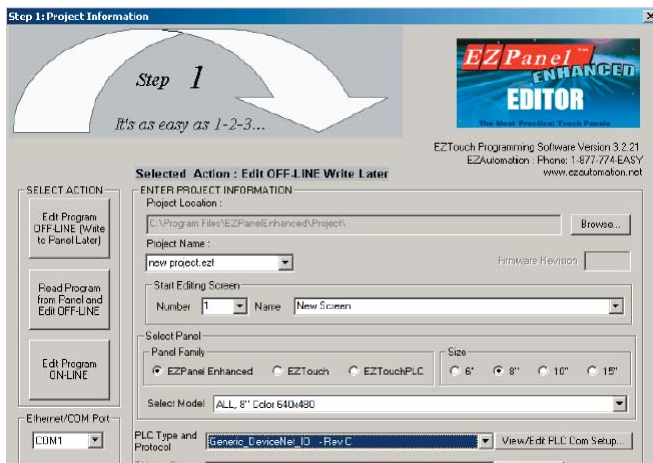 Step 1: Project Information
Step 1
It's as easy as 1-2-3...
EZPanel™
ENHANCED
EDITOR
The Most Practical Touch Panels
EZTouch Programming Software Version 3.2.21
EZAutomation : Phone: 1-877-774-EASY
www.ezautomation.net
Selected Action : Edit OFF-LINE Write Later
SELECT ACTION
Edit Program
OFF-LINE (Write
to Panel Later)
Read Program
from Panel and
Edit OFF-LINE
Edit Program
ON-LINE
Ethernet/COM Port
COM1
ENTER PROJECT INFORMATION
Project Location :
C:\Program Files\EZPanelEnhanced\Project\
Browse...
Project Name :
new project.ezt
Firmware Revision
Start Editing Screen
Number 1 Name New Screen
Select Panel
Panel Family
EZPanel Enhanced EZTouch EZTouchPLC
Size
6" 8" 10" 15"
Select Model ALL, 8" Color 640x480
PLC Type and
Protocol
Generic_DeviceNet_IO - Rev C
View/Edit PLC Com Setup...